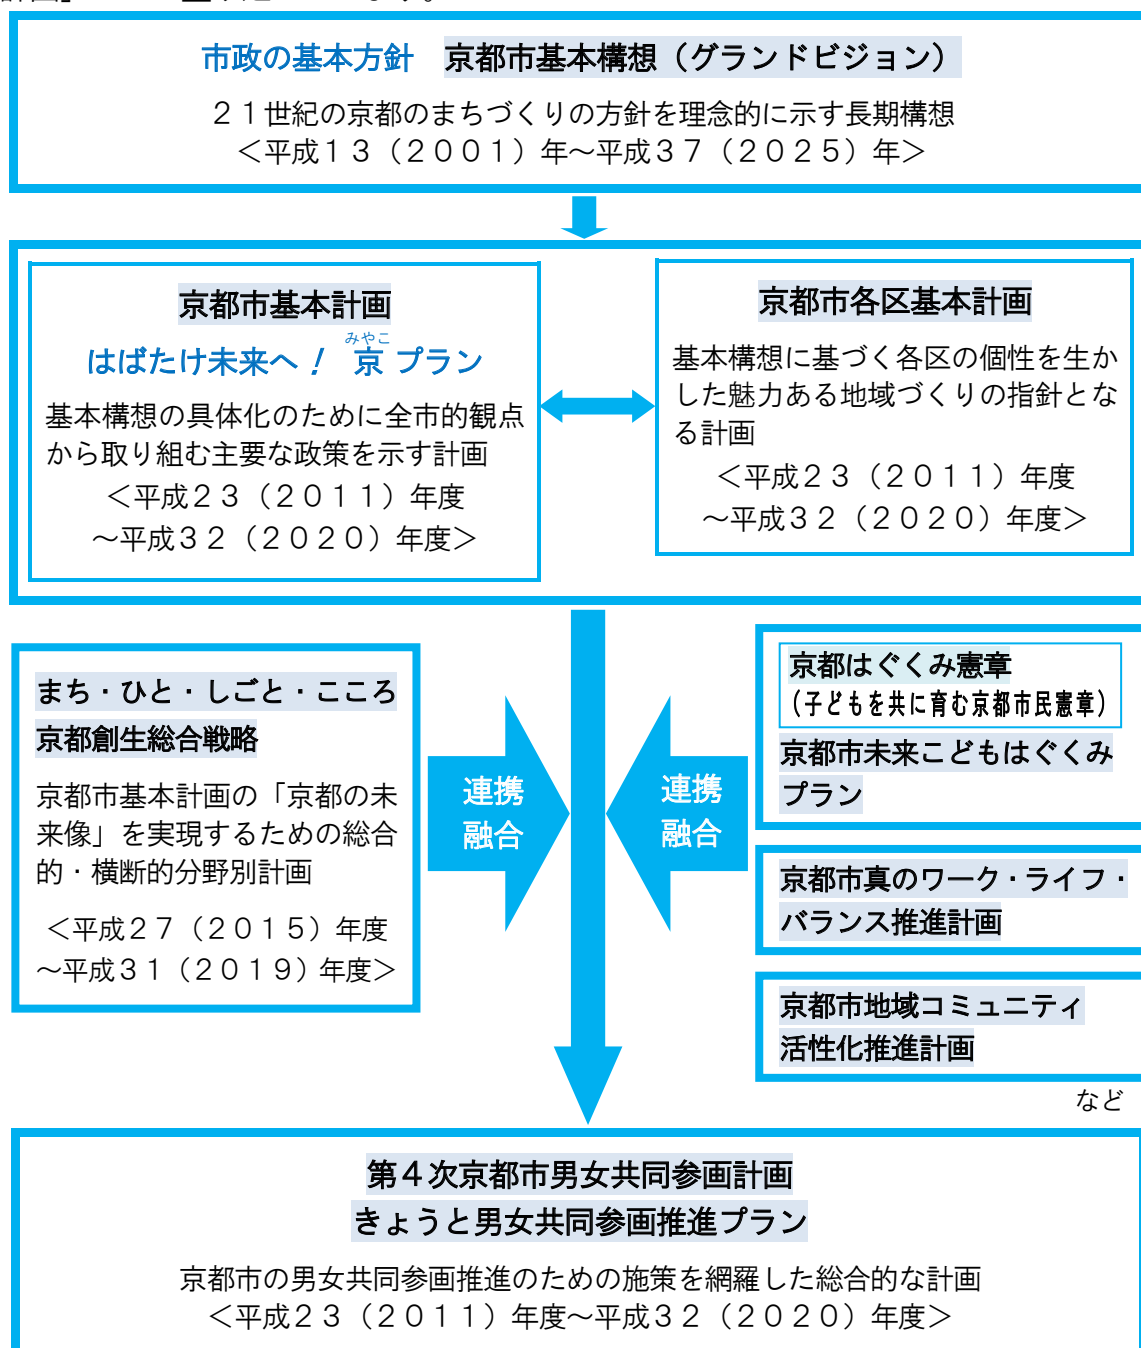 計画」
市政の基本方針　京都市基本構想（グランドビジョン）
２１世紀の京都のまちづくりの方針を理念的に示す長期構想
＜平成１３（２００１）年～平成３７（２０２５）年＞
京都市基本計画
みやこ
はばたけ未来へ！ 京 プラン
基本構想の具体化のために全市的観点
から取り組む主要な政策を示す計画
＜平成２３（２０１１）年度
～平成３２（２０２０）年度＞
京都市各区基本計画
基本構想に基づく各区の個性を生か
した魅力ある地域づくりの指針とな
る計画
＜平成２３（２０１１）年度
～平成３２（２０２０）年度＞
まち・ひと・しごと・こころ
京都創生総合戦略
京都市基本計画の「京都の未
来像」を実現するための総合
的・横断的分野別計画
＜平成２７（２０１５）年度
～平成３１（２０１９）年度＞
連携
融合
連携
融合
京都はぐくみ憲章
（子どもを共に育む京都市民憲章）
京都市未来こどもはぐくみ
プラン
京都市真のワーク・ライフ・
バランス推進計画
京都市地域コミュニティ
活性化推進計画
など
第４次京都市男女共同参画計画
きょうと男女共同参画推進プラン
京都市の男女共同参画推進のための施策を網羅した総合的な計画
＜平成２３（２０１１）年度～平成３２（２０２０）年度＞